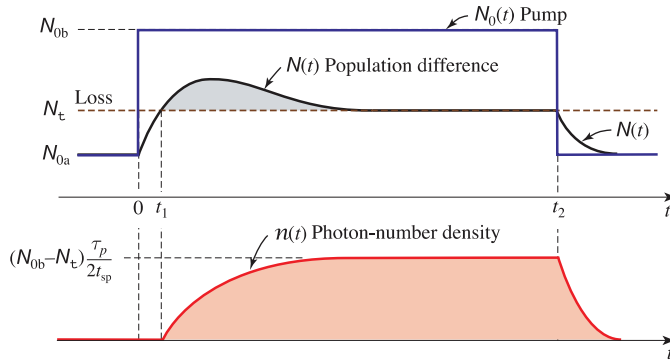 N₀b
N₀(t) Pump
N(t) Population difference
Loss
Nₜ
N(t)
N₀a
0
t₁
t₂
t
n(t) Photon-number density
(N₀b–Nₜ) τₚ/2tₛₚ
t